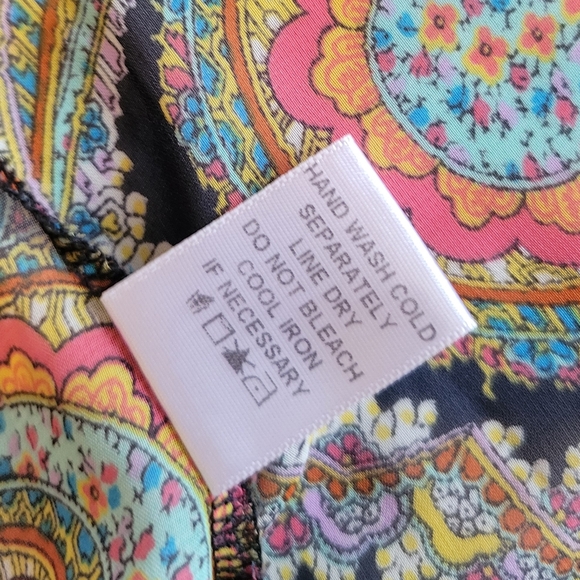 HAND WASH COLD
SEPARATELY
LINE DRY
DO NOT BLEACH
COOL IRON
IF NECESSARY